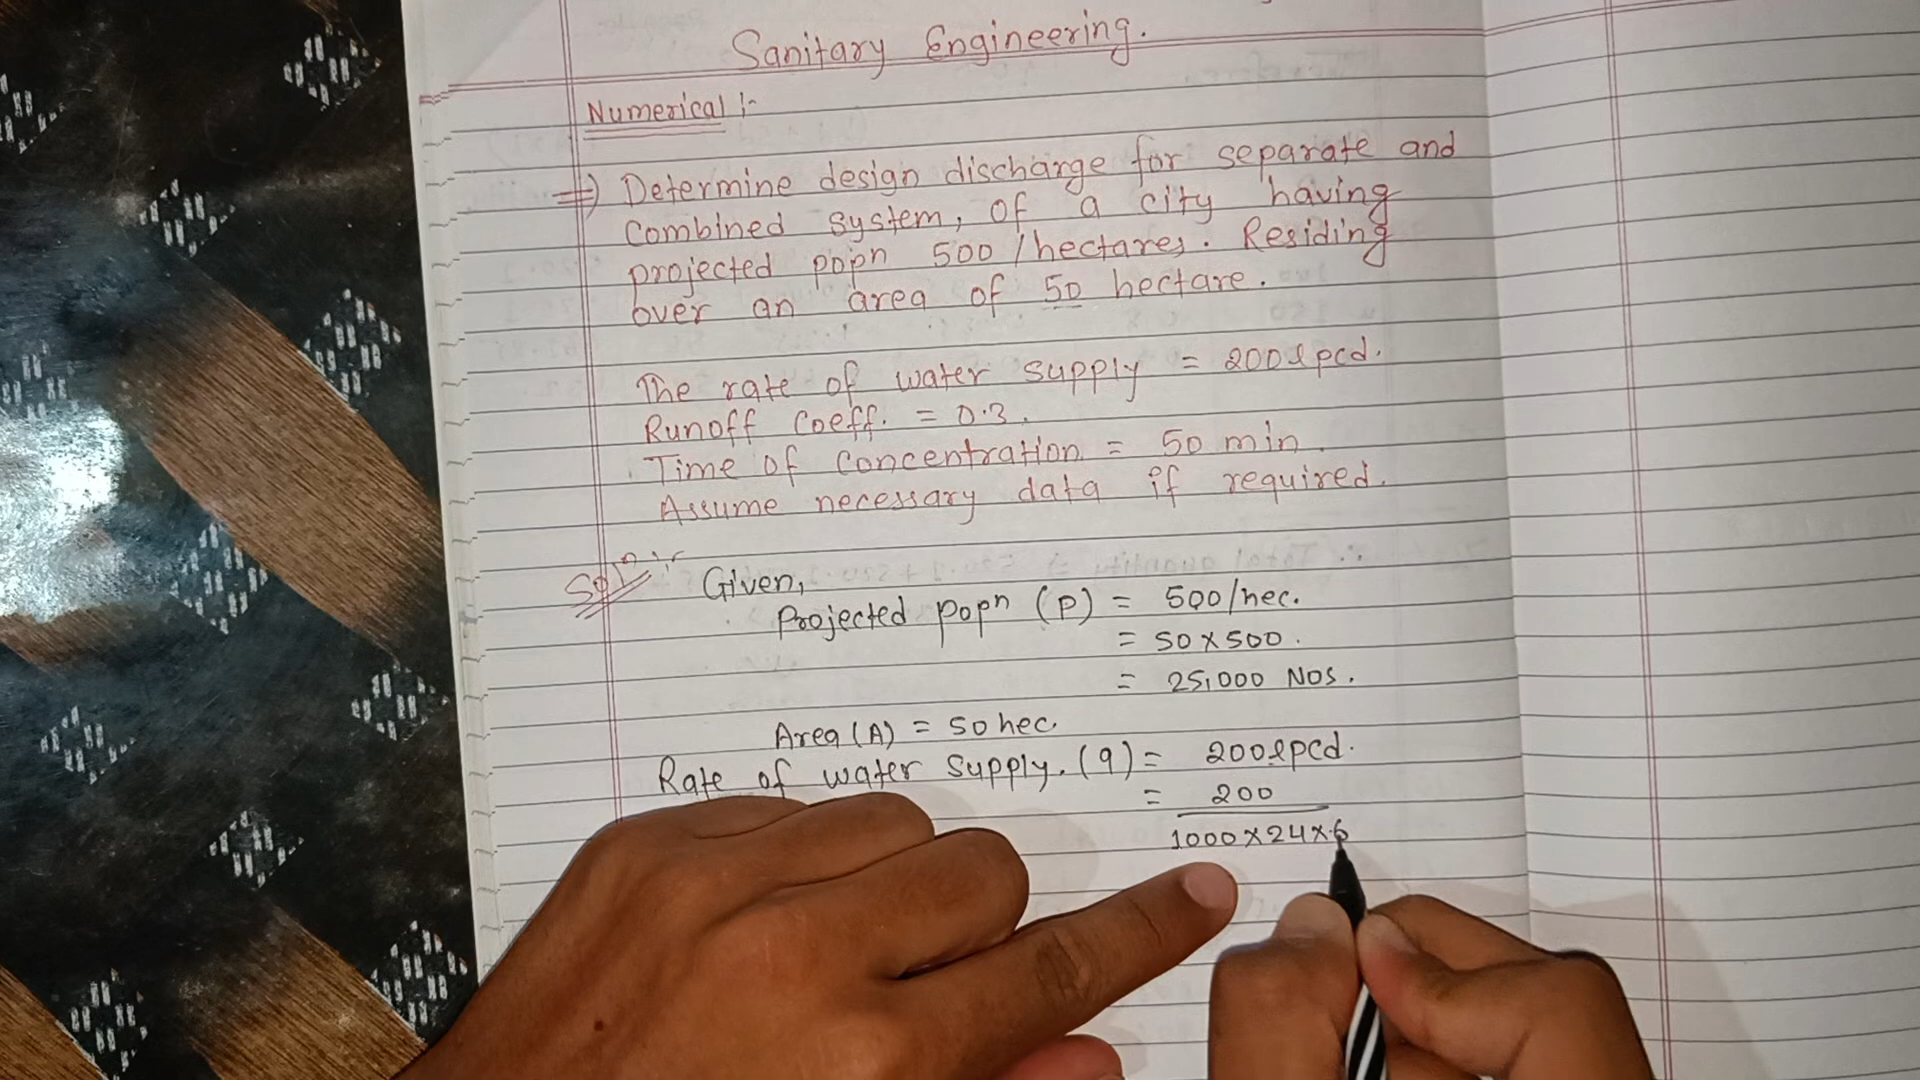 Sanitary Engineering.
Numerical :-
⇒ Determine design discharge for separate and
combined system, of a city having
projected popn 500 / hectares. Residing
over an area of 50 hectare.
The rate of water supply = 200 lpcd.
Runoff Coeff. = 0.3.
Time of concentration = 50 min.
Assume necessary data if required.
Soln :- Given,
Projected popn (P) = 500/hec.
= 50 × 500.
= 25,000 Nos.
Area (A) = 50 hec.
Rate of water supply. (q) = 200 lpcd.
= 200
1000 × 24 × 6